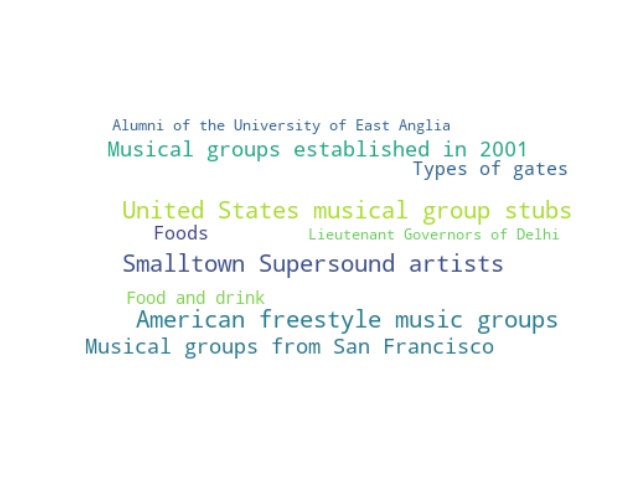 Alumni of the University of East Anglia
Musical groups established in 2001
Types of gates
United States musical group stubs
Foods
Lieutenant Governors of Delhi
Smalltown Supersound artists
Food and drink
American freestyle music groups
Musical groups from San Francisco